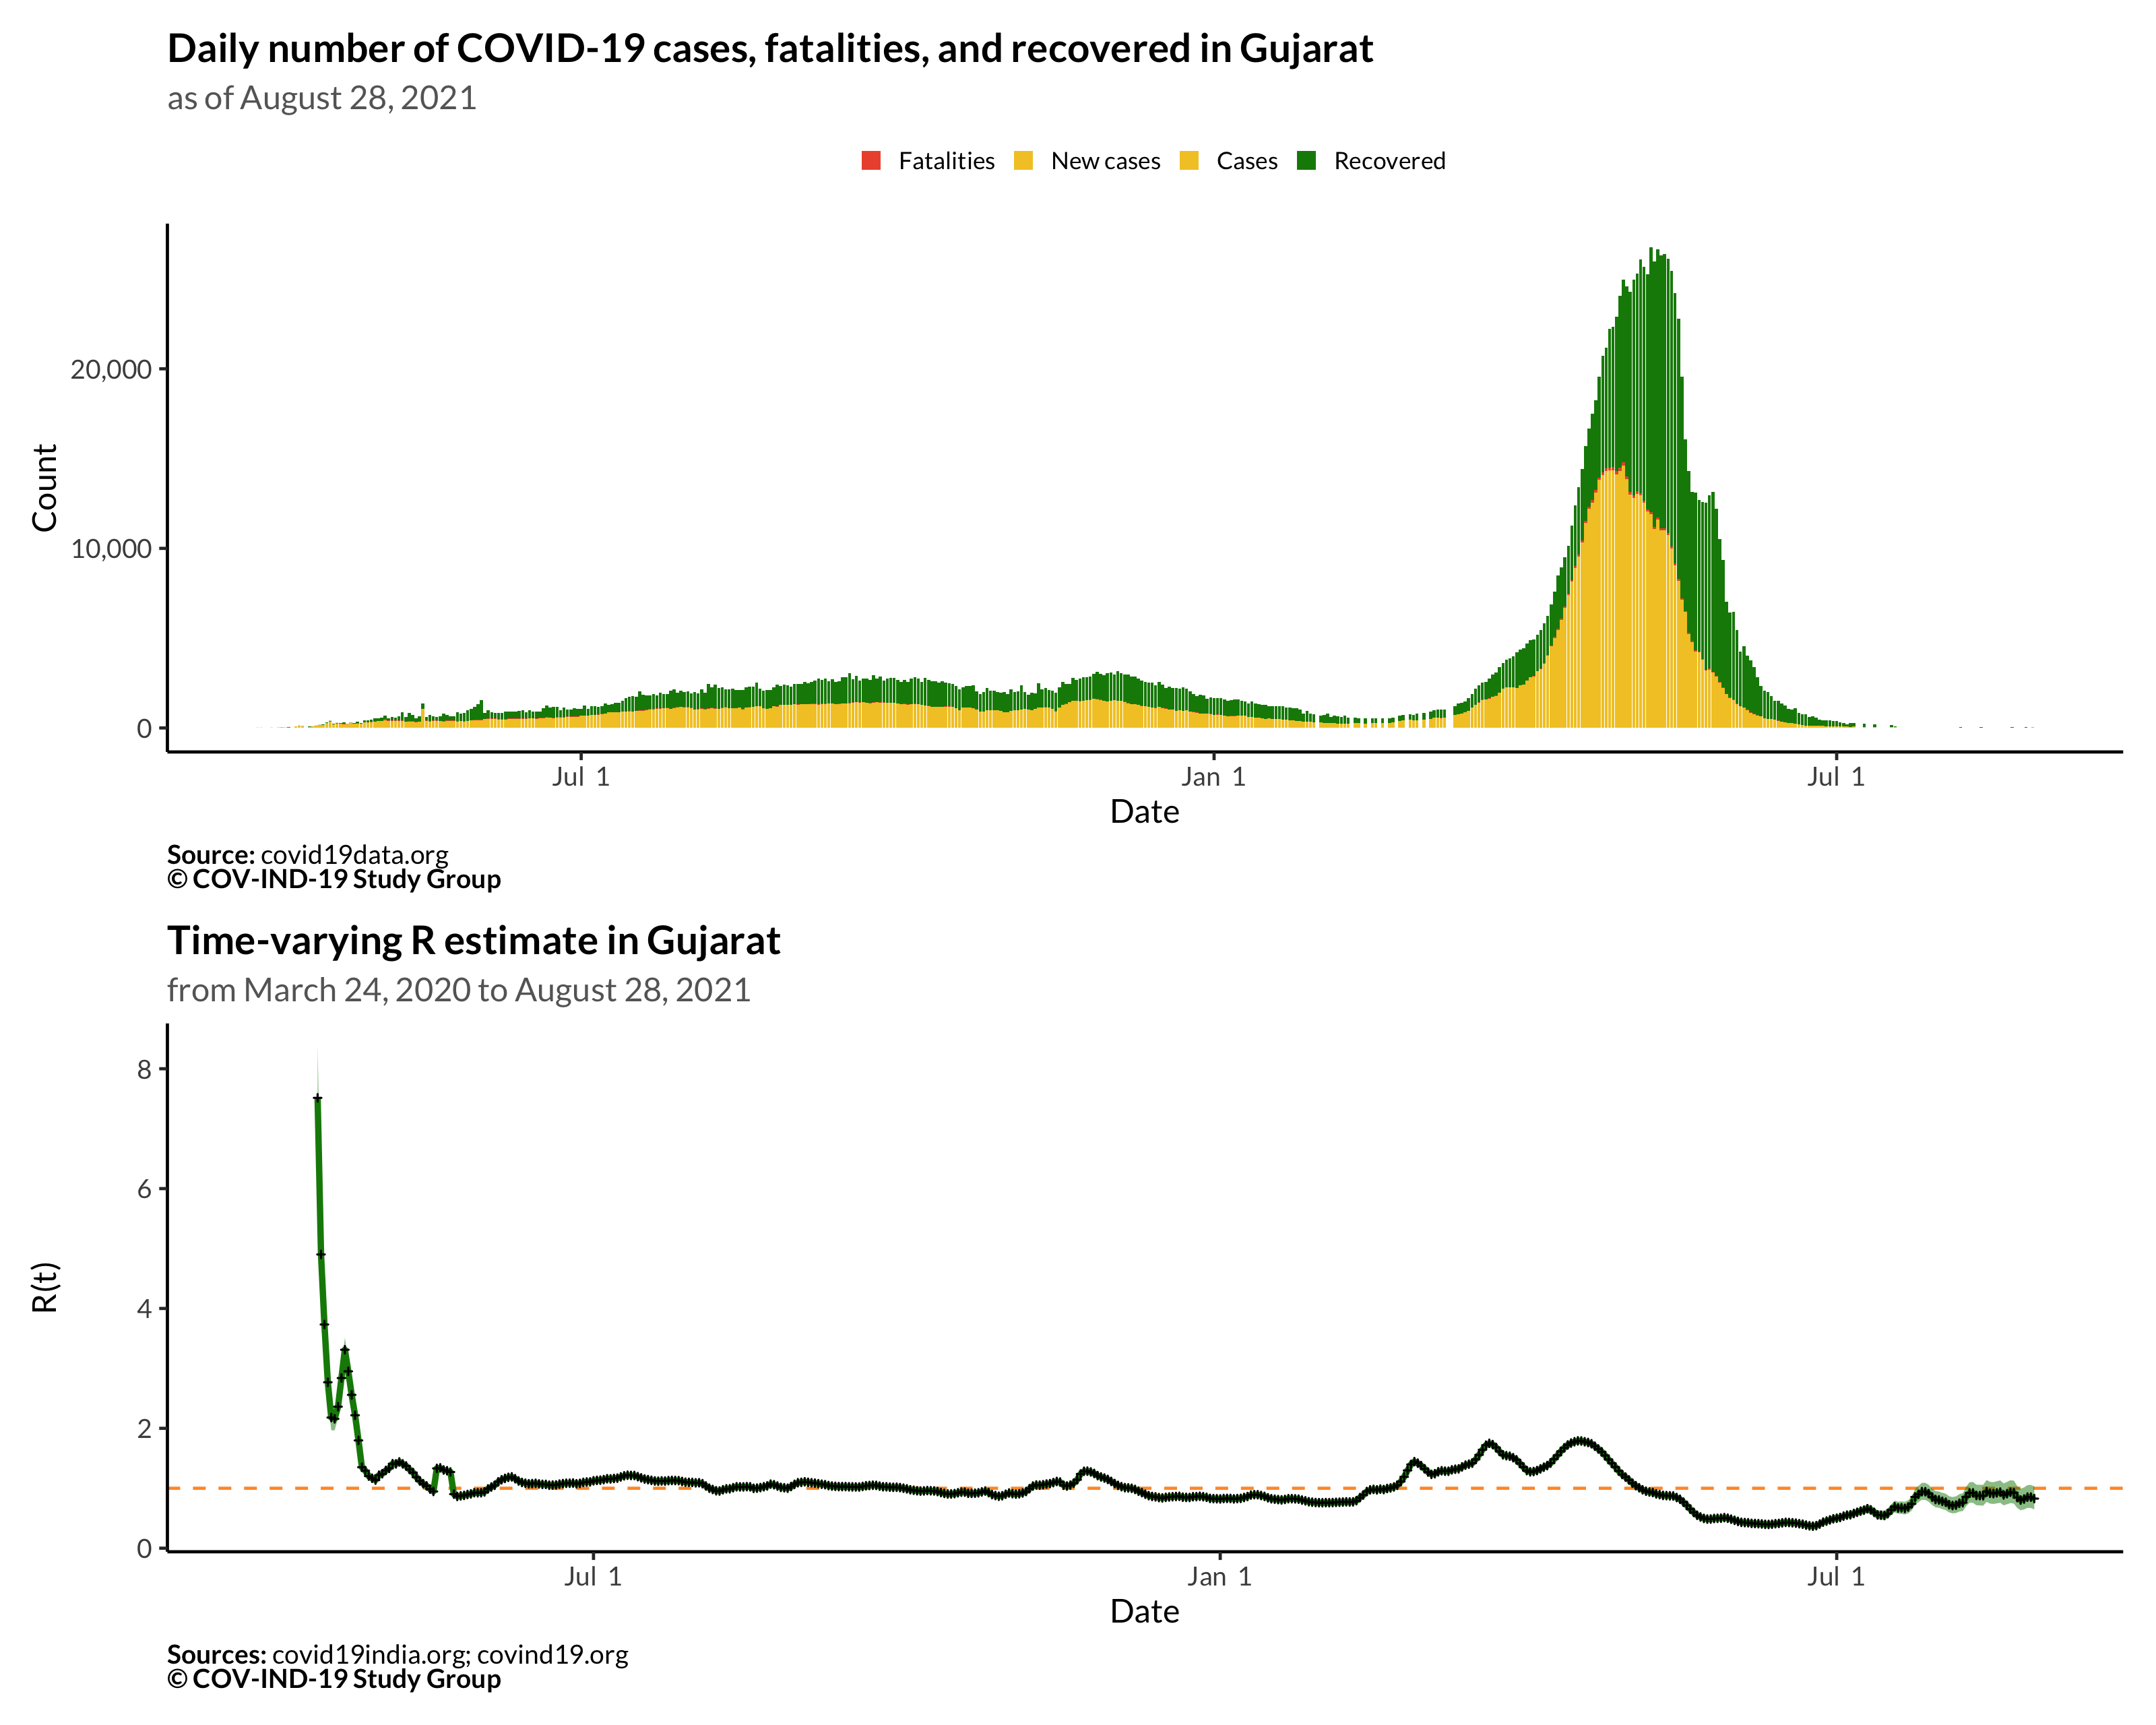 Daily number of COVID-19 cases, fatalities, and recovered in Gujarat
as of August 28, 2021
Fatalities New cases Cases Recovered
Count
20,000
10,000
0
Jul 1 Jan 1 Jul 1
Date
Source: covid19data.org
© COV-IND-19 Study Group
Time-varying R estimate in Gujarat
from March 24, 2020 to August 28, 2021
R(t)
8
6
4
2
0
Jul 1 Jan 1 Jul 1
Date
Sources: covid19india.org; covind19.org
© COV-IND-19 Study Group